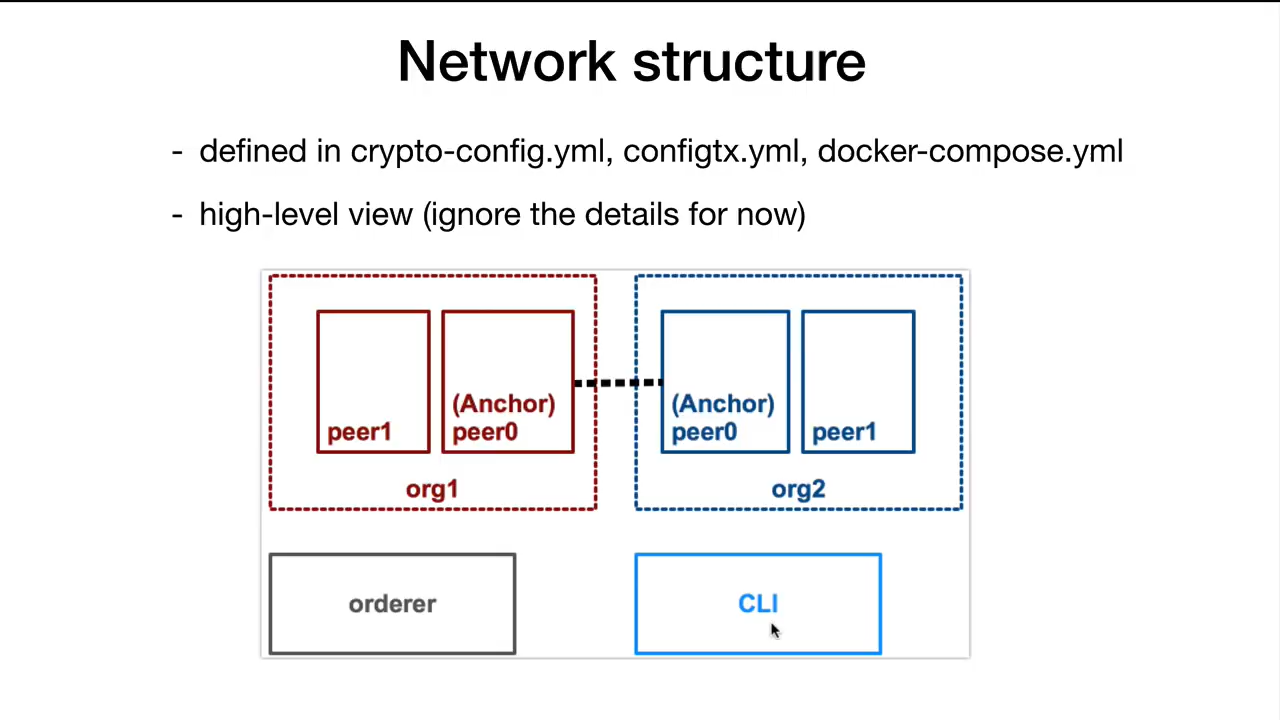 Network structure
- defined in crypto-config.yml, configtx.yml, docker-compose.yml
- high-level view (ignore the details for now)
peer1
(Anchor)
peer0
org1
(Anchor)
peer0
peer1
org2
orderer
CLI